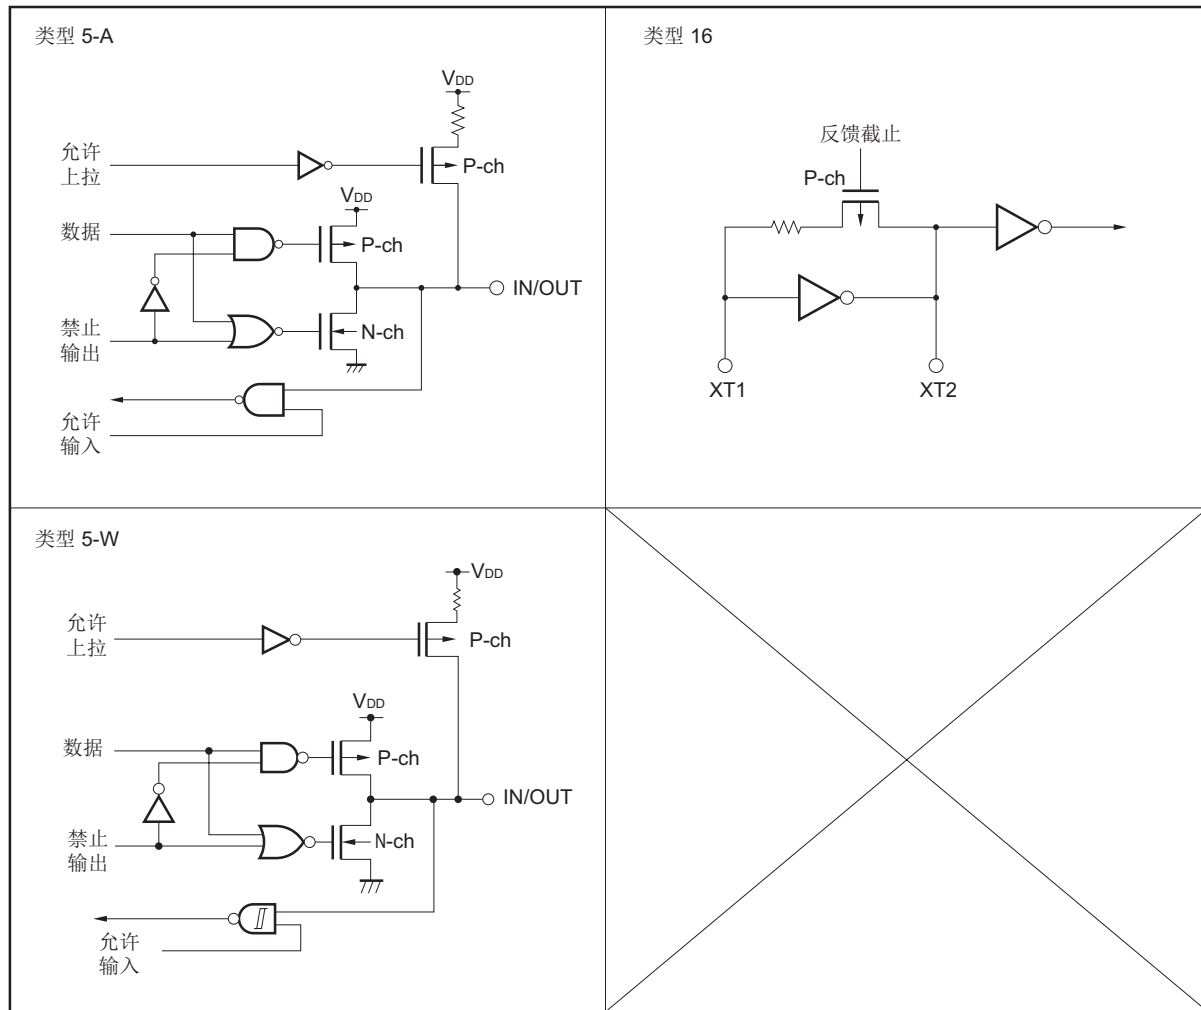 类型 5-A
VDD
允许
上拉
P-ch
VDD
数据
P-ch
IN/OUT
禁止
输出
N-ch
允许
输入
类型 16
反馈截止
P-ch
XT1
XT2
类型 5-W
VDD
允许
上拉
P-ch
VDD
数据
P-ch
IN/OUT
禁止
输出
N-ch
允许
输入